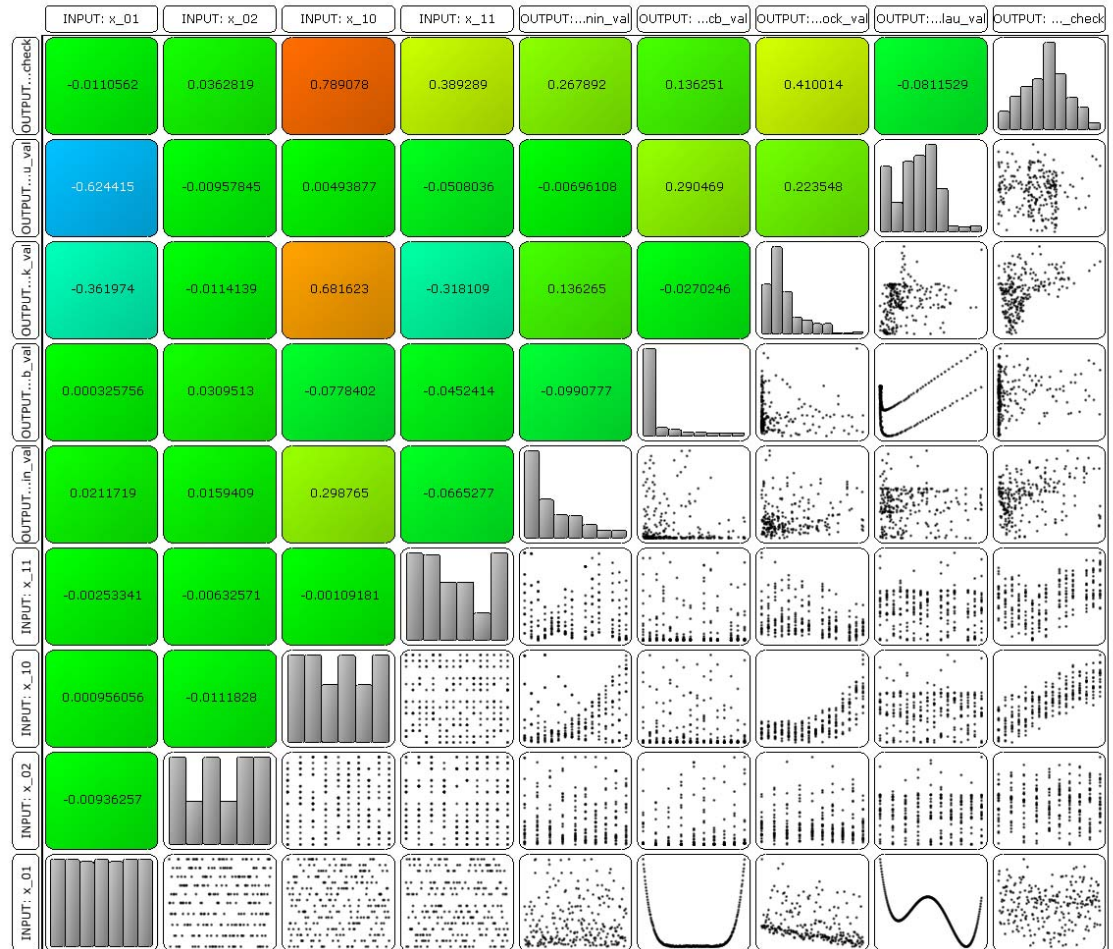 INPUT: x_01 INPUT: x_02 INPUT: x_10 INPUT: x_11 OUTPUT:...nin_val OUTPUT: ...cb_val OUTPUT:...ock_val OUTPUT:...lau_val OUTPUT: ..._check
OUTPUT:...check -0.0110562 0.0362819 0.789078 0.389289 0.267892 0.136251 0.410014 -0.0811529
OUTPUT:...u_val -0.624415 -0.00957845 0.00493877 -0.0508036 -0.00696108 0.290469 0.223548
OUTPUT:...k_val -0.361974 -0.0114139 0.681623 -0.318109 0.136265 -0.0270246
OUTPUT:...b_val 0.000325756 0.0309513 -0.0778402 -0.0452414 -0.0990777
OUTPUT:...in_val 0.0211719 0.0159409 0.298765 -0.0665277
INPUT: x_11 -0.00253341 -0.00632571 -0.00109181
INPUT: x_10 0.000956056 -0.0111828
INPUT: x_02 -0.00936257
INPUT: x_01